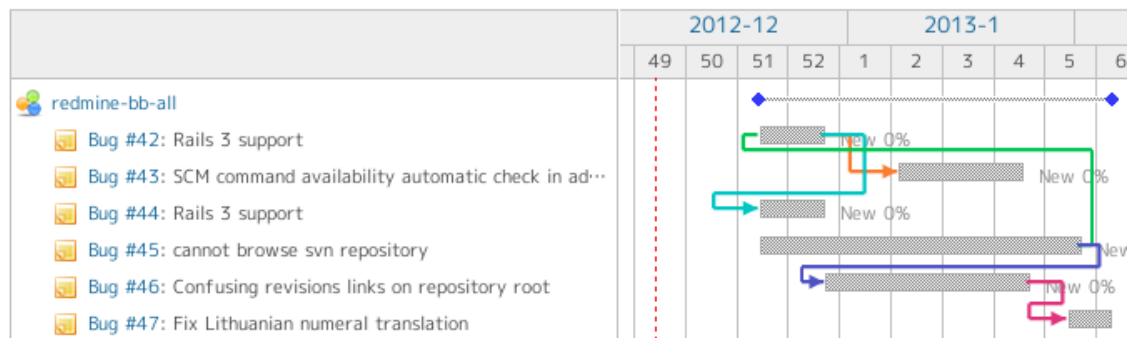 2012-12 2013-1
49 50 51 52 1 2 3 4 5 6
redmine-bb-all
Bug #42: Rails 3 support New 0%
Bug #43: SCM command availability automatic check in ad… New 0%
Bug #44: Rails 3 support New 0%
Bug #45: cannot browse svn repository New
Bug #46: Confusing revisions links on repository root New 0%
Bug #47: Fix Lithuanian numeral translation